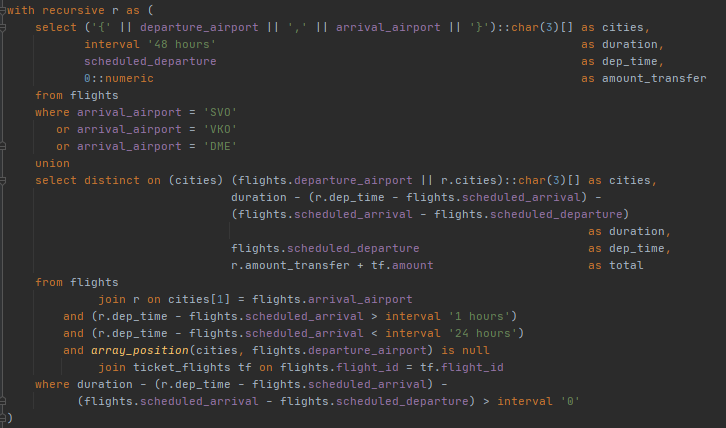 with recursive r as (
    select ('{' || departure_airport || ',' || arrival_airport || '}')::char(3)[] as cities,
           interval '48 hours'                                                    as duration,
           scheduled_departure                                                    as dep_time,
           0::numeric                                                             as amount_transfer
    from flights
    where arrival_airport = 'SVO'
       or arrival_airport = 'VKO'
       or arrival_airport = 'DME'
    union
    select distinct on (cities) (flights.departure_airport || r.cities)::char(3)[] as cities,
                                duration - (r.dep_time - flights.scheduled_arrival) -
                                (flights.scheduled_arrival - flights.scheduled_departure)
                                                                                   as duration,
                                flights.scheduled_departure                        as dep_time,
                                r.amount_transfer + tf.amount                      as total
    from flights
             join r on cities[1] = flights.arrival_airport
        and (r.dep_time - flights.scheduled_arrival > interval '1 hours')
        and (r.dep_time - flights.scheduled_arrival < interval '24 hours')
        and array_position(cities, flights.departure_airport) is null
             join ticket_flights tf on flights.flight_id = tf.flight_id
    where duration - (r.dep_time - flights.scheduled_arrival) -
          (flights.scheduled_arrival - flights.scheduled_departure) > interval '0'
)